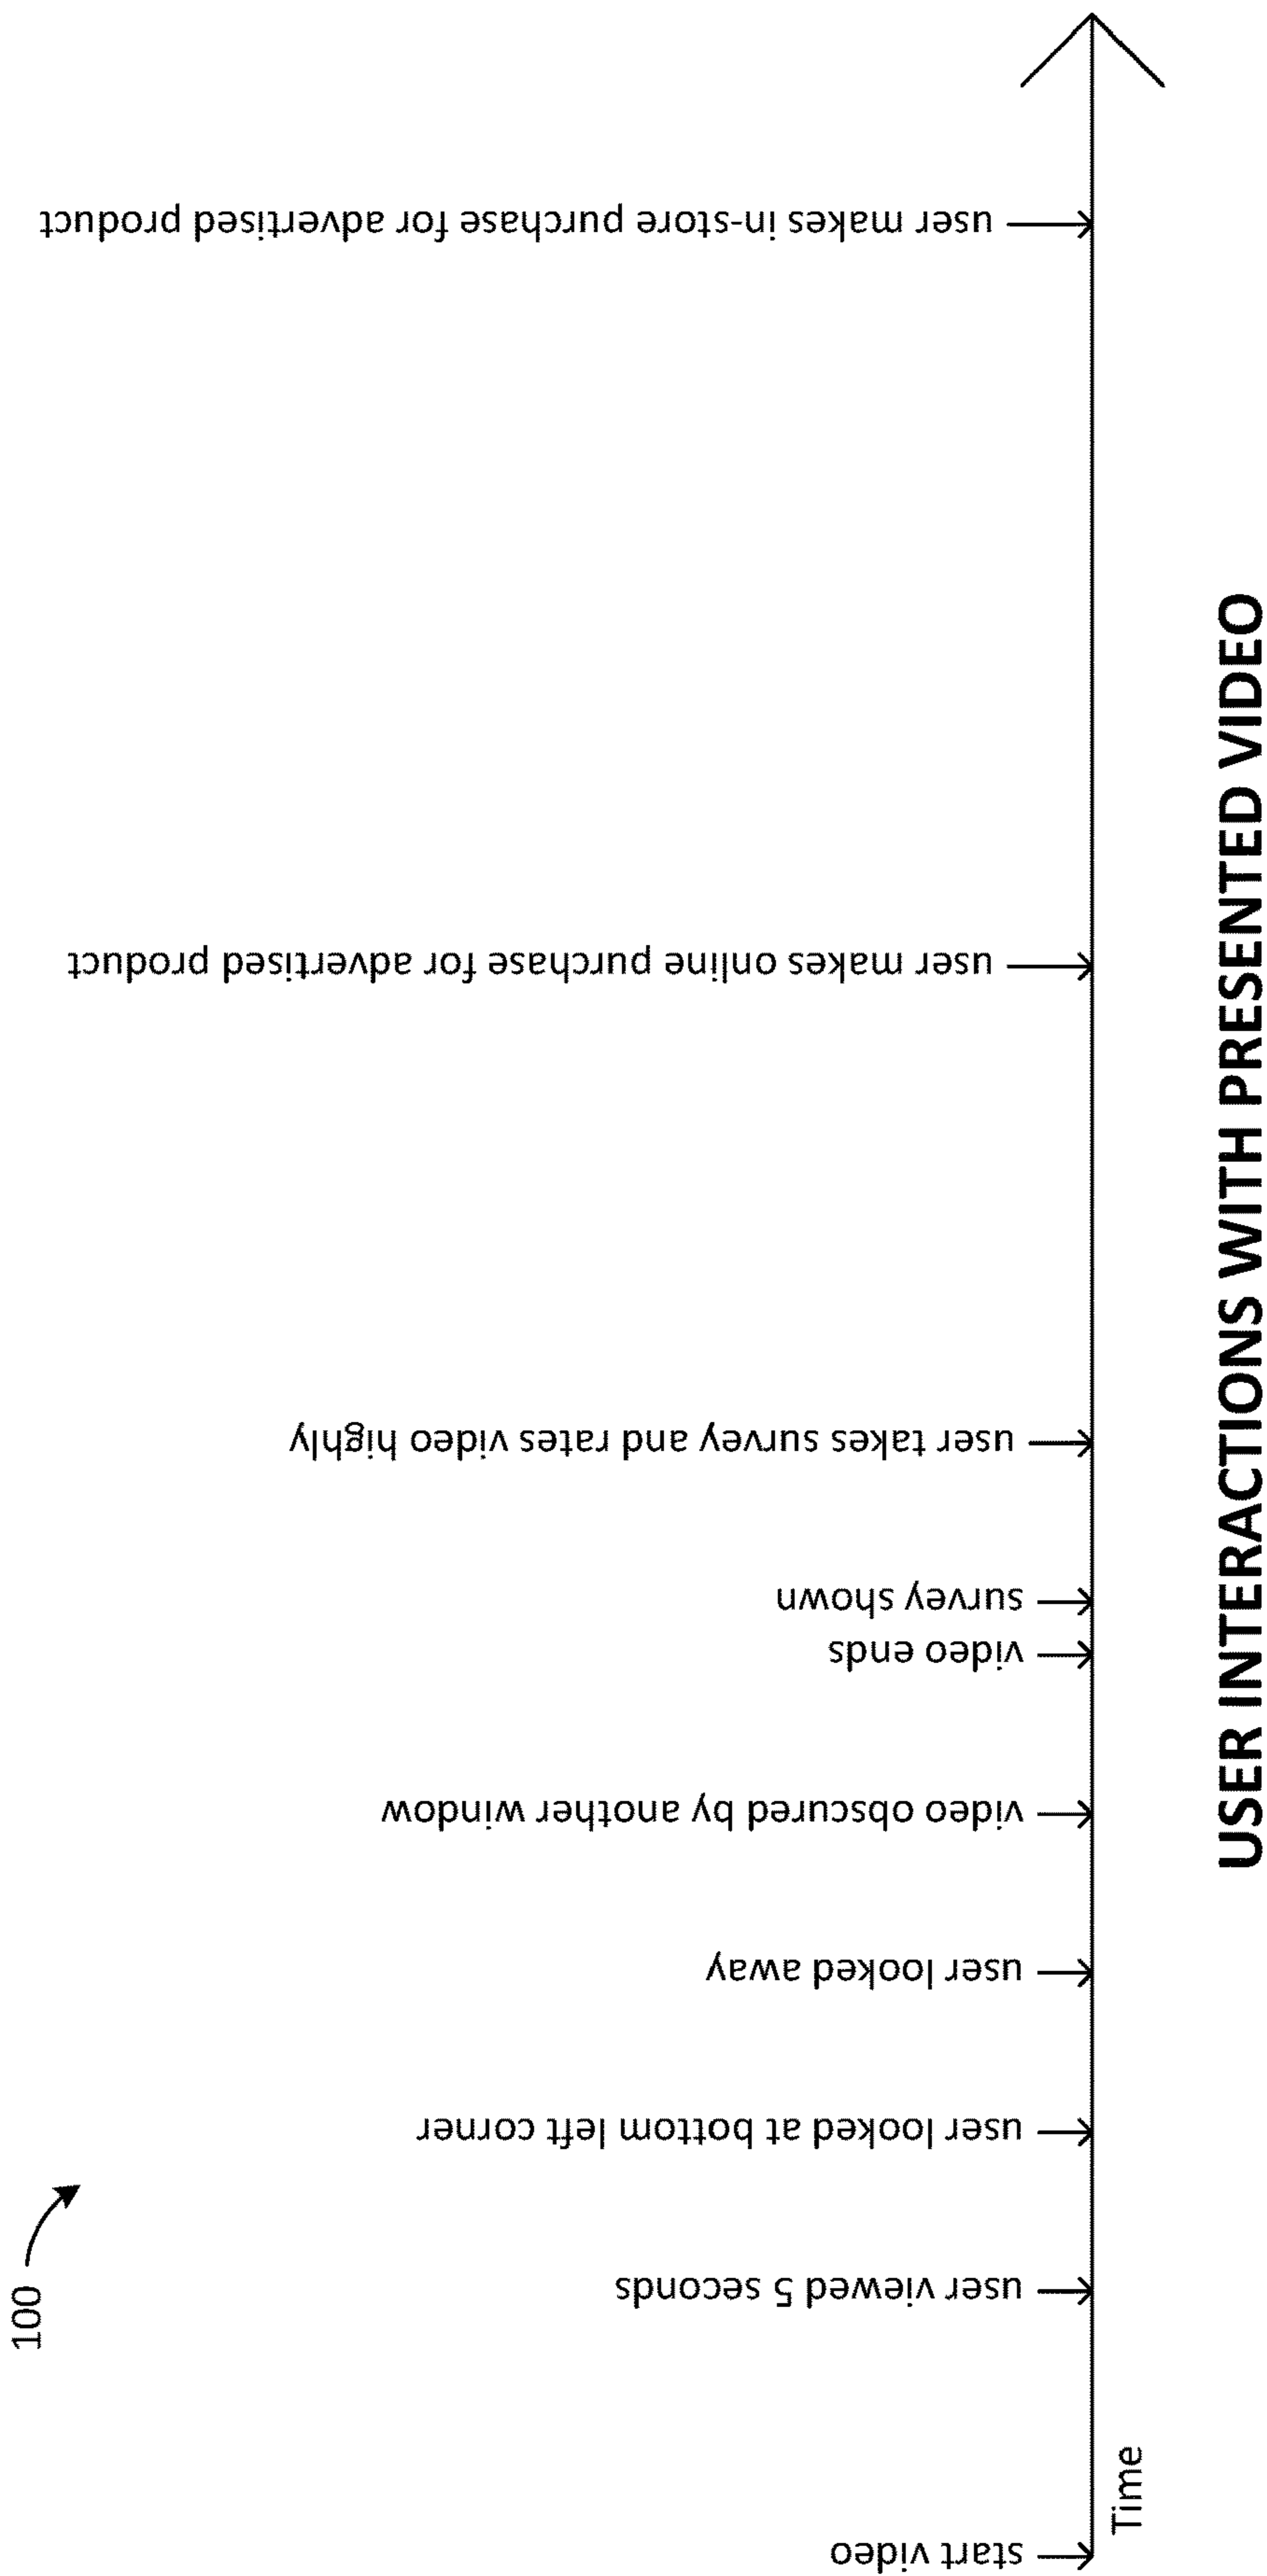 100
start video
user viewed 5 seconds
user looked at bottom left corner
user looked away
video obscured by another window
video ends
survey shown
user takes survey and rates video highly
user makes online purchase for advertised product
user makes in-store purchase for advertised product
Time
USER INTERACTIONS WITH PRESENTED VIDEO